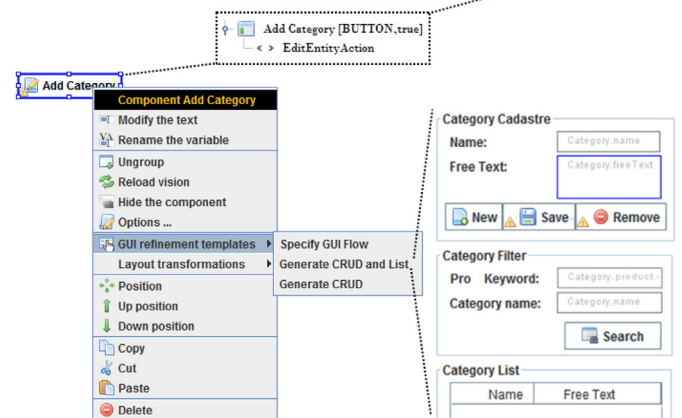 Add Category [BUTTON,true]
< > EditEntityAction
Add Category
Component Add Category
Modify the text
Rename the variable
Ungroup
Reload vision
Hide the component
Options ...
GUI refinement templates
Layout transformations
Position
Up position
Down position
Copy
Cut
Paste
Delete
Specify GUI Flow
Generate CRUD and List
Generate CRUD
Category Cadastre
Name: Category.name
Free Text: Category.freeText
New Save Remove
Category Filter
Pro Keyword: Category.product.
Category name: Category.name
Search
Category List
Name Free Text